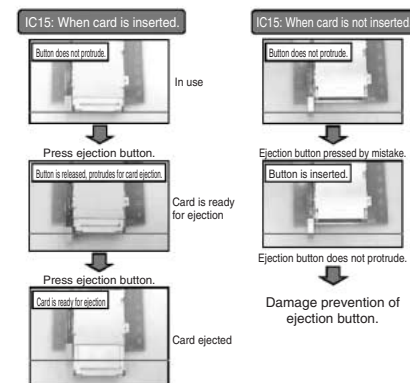 IC15: When card is inserted.
Button does not protrude.
In use
Press ejection button.
Button is released, protrudes for card ejection.
Card is ready
for ejection
Press ejection button.
Card is ready for ejection
Card ejected
IC15: When card is not inserted
Button does not protrude.
Ejection button pressed by mistake.
Button is inserted.
Ejection button does not protrude.
Damage prevention of
ejection button.